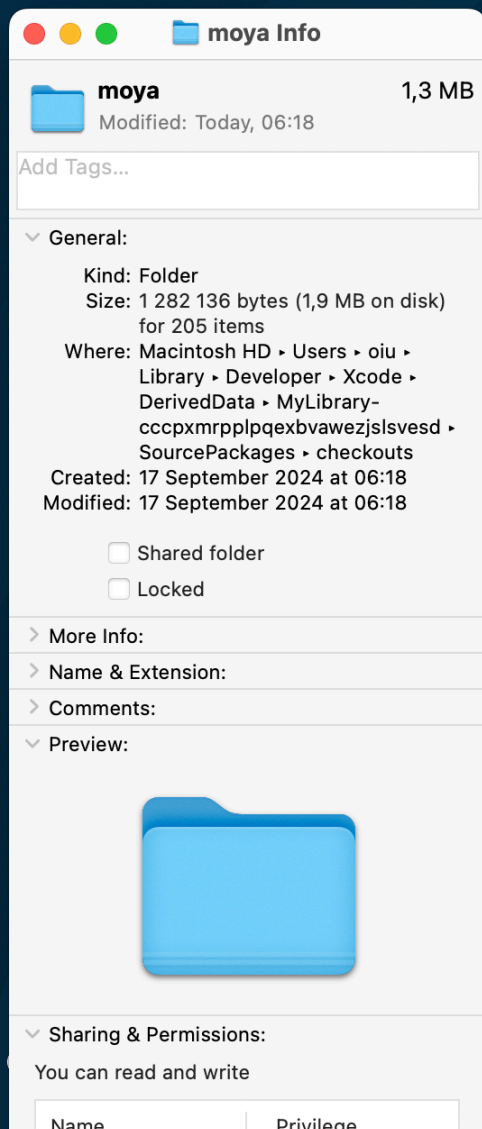 moya Info
moya 1,3 MB
Modified: Today, 06:18
Add Tags...
General:
Kind: Folder
Size: 1 282 136 bytes (1,9 MB on disk)
for 205 items
Where: Macintosh HD ▸ Users ▸ oiu ▸
Library ▸ Developer ▸ Xcode ▸
DerivedData ▸ MyLibrary-
cccpxmrpplpqexbvawezjslsvesd ▸
SourcePackages ▸ checkouts
Created: 17 September 2024 at 06:18
Modified: 17 September 2024 at 06:18
Shared folder
Locked
More Info:
Name & Extension:
Comments:
Preview:
Sharing & Permissions:
You can read and write
Name Privilege